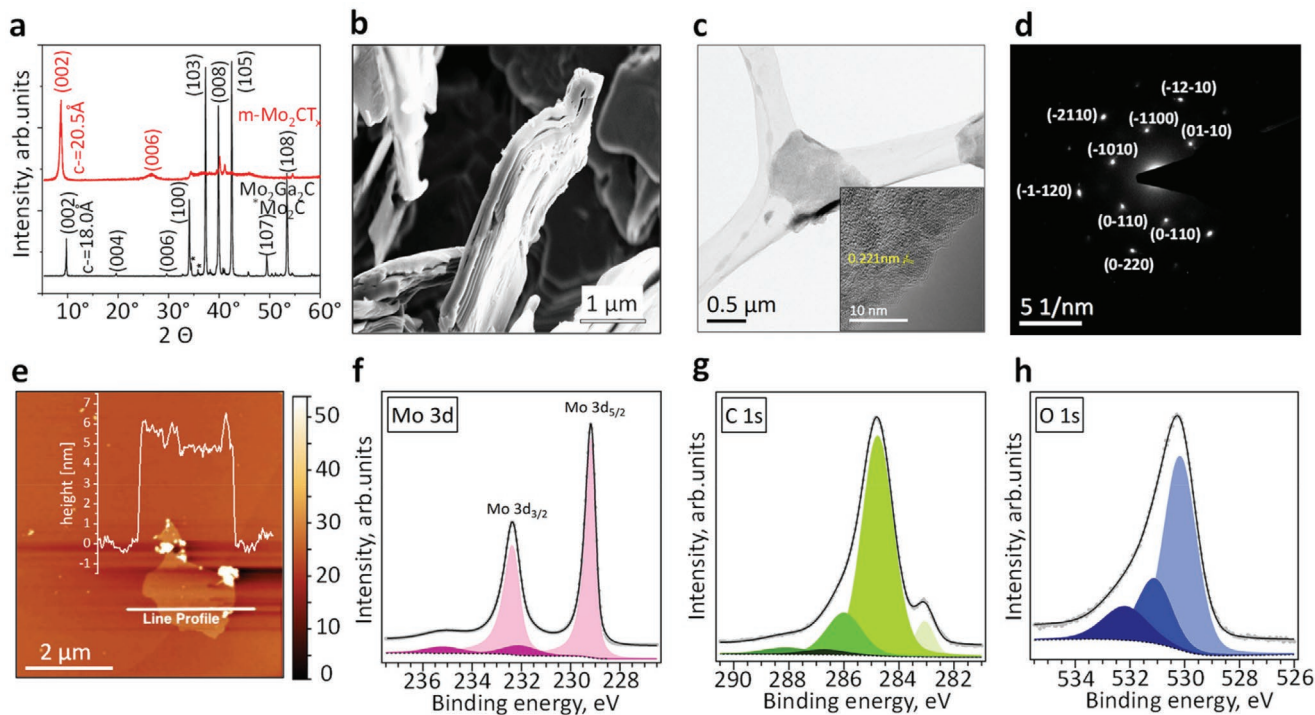 a
Intensity, arb.units
(002)
c-=20.5Å
(006)
m-Mo₂CTₓ
(002)
c-=18.0Å
(004)
(006)
(100)
*
*
(103)
(008)
(105)
(107)
(108)
Mo₂Ga₂C
*Mo₂C
10° 20° 30° 40° 50° 60°
2 Θ
b
1 μm
c
0.221nm
10 nm
0.5 μm
d
(-12-10)
(-2110)
(-1100)
(01-10)
(-1010)
(-1-120)
(0-110)
(0-110)
(0-220)
5 1/nm
e
height [nm]
7
6
5
4
3
2
1
0
-1
Line Profile
2 μm
50
40
30
20
10
0
f
Mo 3d
Mo 3d₅/₂
Mo 3d₃/₂
Intensity, arb.units
236 234 232 230 228
Binding energy, eV
g
C 1s
Intensity, arb.units
290 288 286 284 282
Binding energy, eV
h
O 1s
Intensity, arb.units
534 532 530 528 526
Binding energy, eV